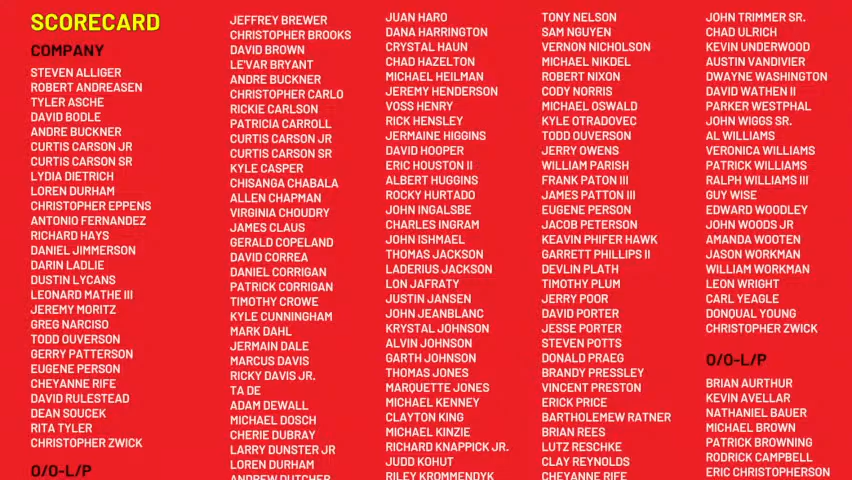 SCORECARD
COMPANY
STEVEN ALLIGER
ROBERT ANDREASEN
TYLER ASCHE
DAVID BODLE
ANDRE BUCKNER
CURTIS CARSON JR
CURTIS CARSON SR
LYDIA DIETRICH
LOREN DURHAM
CHRISTOPHER EPPENS
ANTONIO FERNANDEZ
RICHARD HAYS
DANIEL JIMMERSON
DARIN LADLIE
DUSTIN LYCANS
LEONARD MATHE III
JEREMY MORITZ
GREG NARCISO
TODD OUVERSON
GERRY PATTERSON
EUGENE PERSON
CHEYANNE RIFE
DAVID RULESTEAD
DEAN SOUCEK
RITA TYLER
CHRISTOPHER ZWICK
O/O-L/P
JEFFREY BREWER
CHRISTOPHER BROOKS
DAVID BROWN
LE'VAR BRYANT
ANDRE BUCKNER
CHRISTOPHER CARLO
RICKIE CARLSON
PATRICIA CARROLL
CURTIS CARSON JR
CURTIS CARSON SR
KYLE CASPER
CHISANGA CHABALA
ALLEN CHAPMAN
VIRGINIA CHOUDRY
JAMES CLAUS
GERALD COPELAND
DAVID CORREA
DANIEL CORRIGAN
PATRICK CORRIGAN
TIMOTHY CROWE
KYLE CUNNINGHAM
MARK DAHL
JERMAIN DALE
MARCUS DAVIS
RICKY DAVIS JR.
TA DE
ADAM DEWALL
MICHAEL DOSCH
CHERIE DUBRAY
LARRY DUNSTER JR
LOREN DURHAM
ANDREW DUTCHER
JUAN HARO
DANA HARRINGTON
CRYSTAL HAUN
CHAD HAZELTON
MICHAEL HEILMAN
JEREMY HENDERSON
VOSS HENRY
RICK HENSLEY
JERMAINE HIGGINS
DAVID HOOPER
ERIC HOUSTON II
ALBERT HUGGINS
ROCKY HURTADO
JOHN INGALSBE
CHARLES INGRAM
JOHN ISHMAEL
THOMAS JACKSON
LADERIUS JACKSON
LON JAFRATY
JUSTIN JANSEN
JOHN JEANBLANC
KRYSTAL JOHNSON
ALVIN JOHNSON
GARTH JOHNSON
THOMAS JONES
MARQUETTE JONES
MICHAEL KENNEY
CLAYTON KING
MICHAEL KINZIE
RICHARD KNAPPICK JR.
JUDD KOHUT
RILEY KROMMENDYK
TONY NELSON
SAM NGUYEN
VERNON NICHOLSON
MICHAEL NIKDEL
ROBERT NIXON
CODY NORRIS
MICHAEL OSWALD
KYLE OTRADOVEC
TODD OUVERSON
JERRY OWENS
WILLIAM PARISH
FRANK PATON III
JAMES PATTON III
EUGENE PERSON
JACOB PETERSON
KEAVIN PHIFER HAWK
GARRETT PHILLIPS II
DEVLIN PLATH
TIMOTHY PLUM
JERRY POOR
DAVID PORTER
JESSE PORTER
STEVEN POTTS
DONALD PRAEG
BRANDY PRESSLEY
VINCENT PRESTON
ERICK PRICE
BARTHOLEMEW RATNER
BRIAN REES
LUTZ RESCHKE
CLAY REYNOLDS
CHEYANNE RIFE
JOHN TRIMMER SR.
CHAD ULRICH
KEVIN UNDERWOOD
AUSTIN VANDIVIER
DWAYNE WASHINGTON
DAVID WATHEN II
PARKER WESTPHAL
JOHN WIGGS SR.
AL WILLIAMS
VERONICA WILLIAMS
PATRICK WILLIAMS
RALPH WILLIAMS III
GUY WISE
EDWARD WOODLEY
JOHN WOODS JR
AMANDA WOOTEN
JASON WORKMAN
WILLIAM WORKMAN
LEON WRIGHT
CARL YEAGLE
DONQUAL YOUNG
CHRISTOPHER ZWICK
O/O-L/P
BRIAN AURTHUR
KEVIN AVELLAR
NATHANIEL BAUER
MICHAEL BROWN
PATRICK BROWNING
RODRICK CAMPBELL
ERIC CHRISTOPHERSON